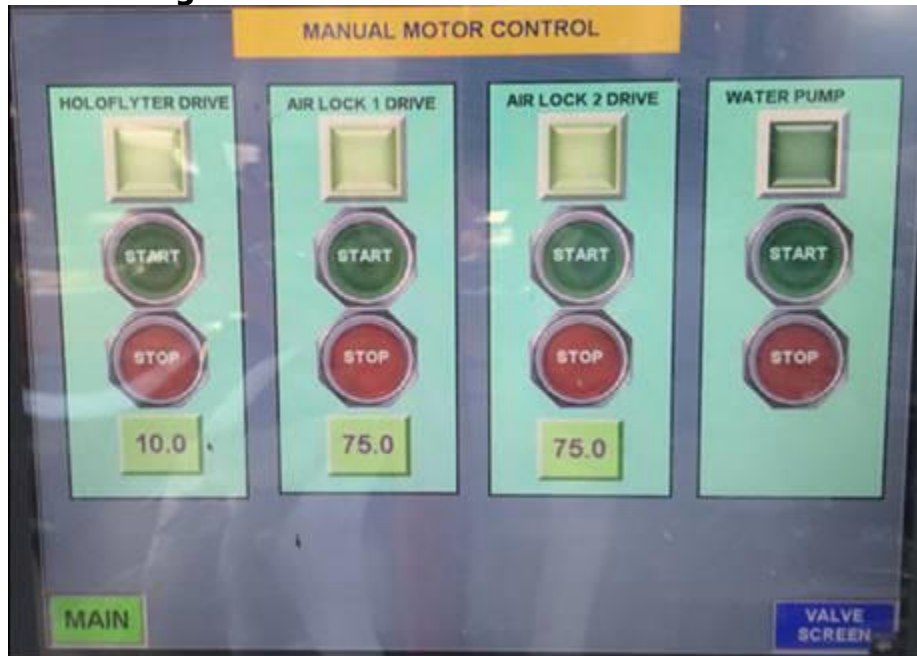 MANUAL MOTOR CONTROL
HOLOFLYTER DRIVE
START
STOP
10.0
AIR LOCK 1 DRIVE
START
STOP
75.0
AIR LOCK 2 DRIVE
START
STOP
75.0
WATER PUMP
START
STOP
MAIN
VALVE
SCREEN